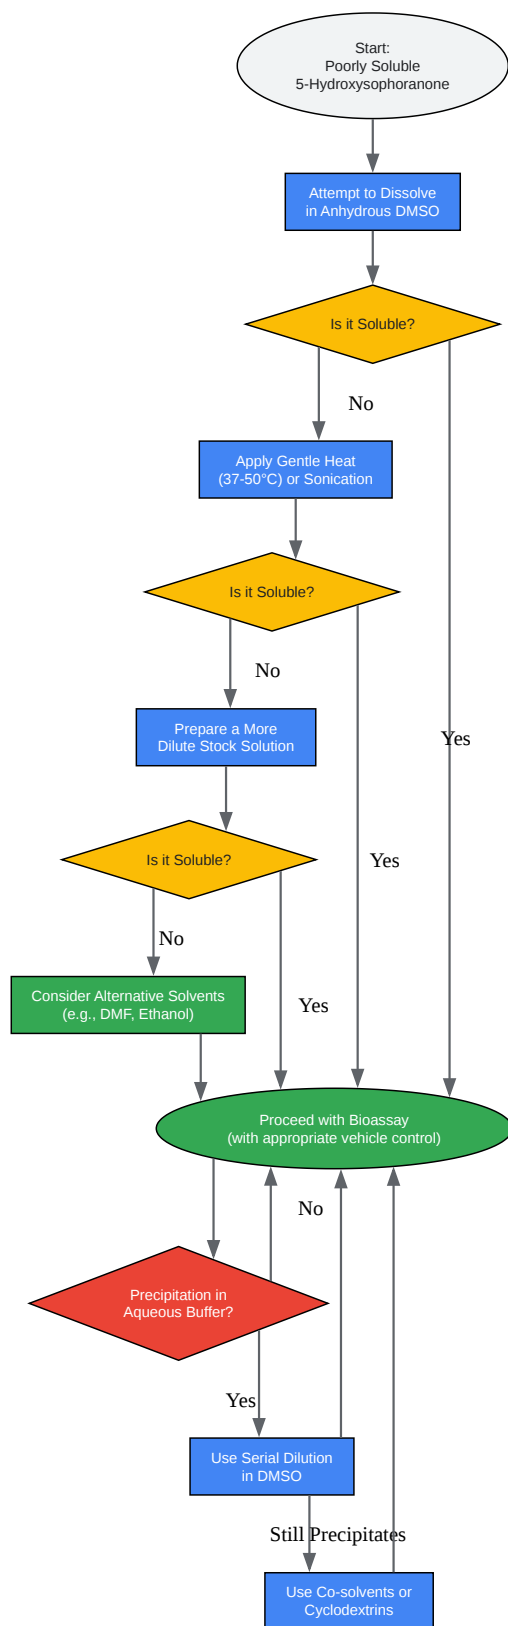 Start:
Poorly Soluble
5-Hydroxysophoranone
Attempt to Dissolve
in Anhydrous DMSO
Is it Soluble?
No
Apply Gentle Heat
(37-50°C) or Sonication
Is it Soluble?
No
Prepare a More
Dilute Stock Solution
Yes
Is it Soluble?
Yes
No
Consider Alternative Solvents
(e.g., DMF, Ethanol)
Yes
Proceed with Bioassay
(with appropriate vehicle control)
No
Precipitation in
Aqueous Buffer?
Yes
Use Serial Dilution
in DMSO
Still Precipitates
Use Co-solvents or
Cyclodextrins